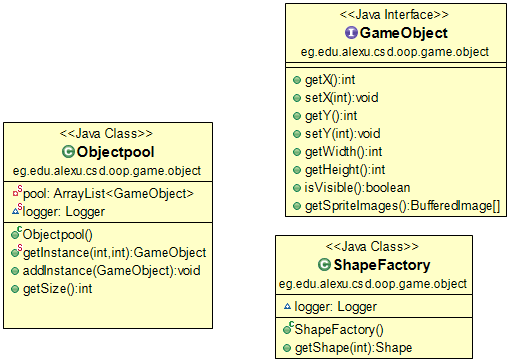 <<Java Interface>>
GameObject
eg.edu.alexu.csd.oop.game.object
getX():int
setX(int):void
getY():int
setY(int):void
getWidth():int
getHeight():int
isVisible():boolean
getSpriteImages():BufferedImage[]
<<Java Class>>
Objectpool
eg.edu.alexu.csd.oop.game.object
pool: ArrayList<GameObject>
logger: Logger
Objectpool()
getInstance(int,int):GameObject
addInstance(GameObject):void
getSize():int
<<Java Class>>
ShapeFactory
eg.edu.alexu.csd.oop.game.object
logger: Logger
ShapeFactory()
getShape(int):Shape